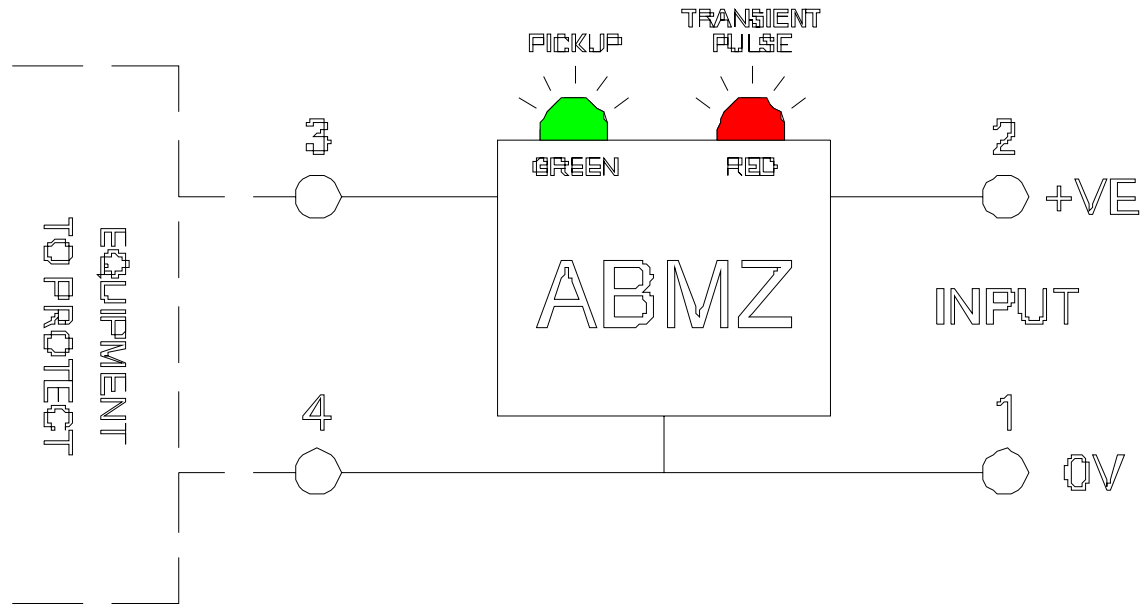 TRANSIENT
PICKUP PULSE
3 GREEN RED 2
+VE
ABMZ
INPUT
EQUIPMENT
TO PROTECT
4 1
0V